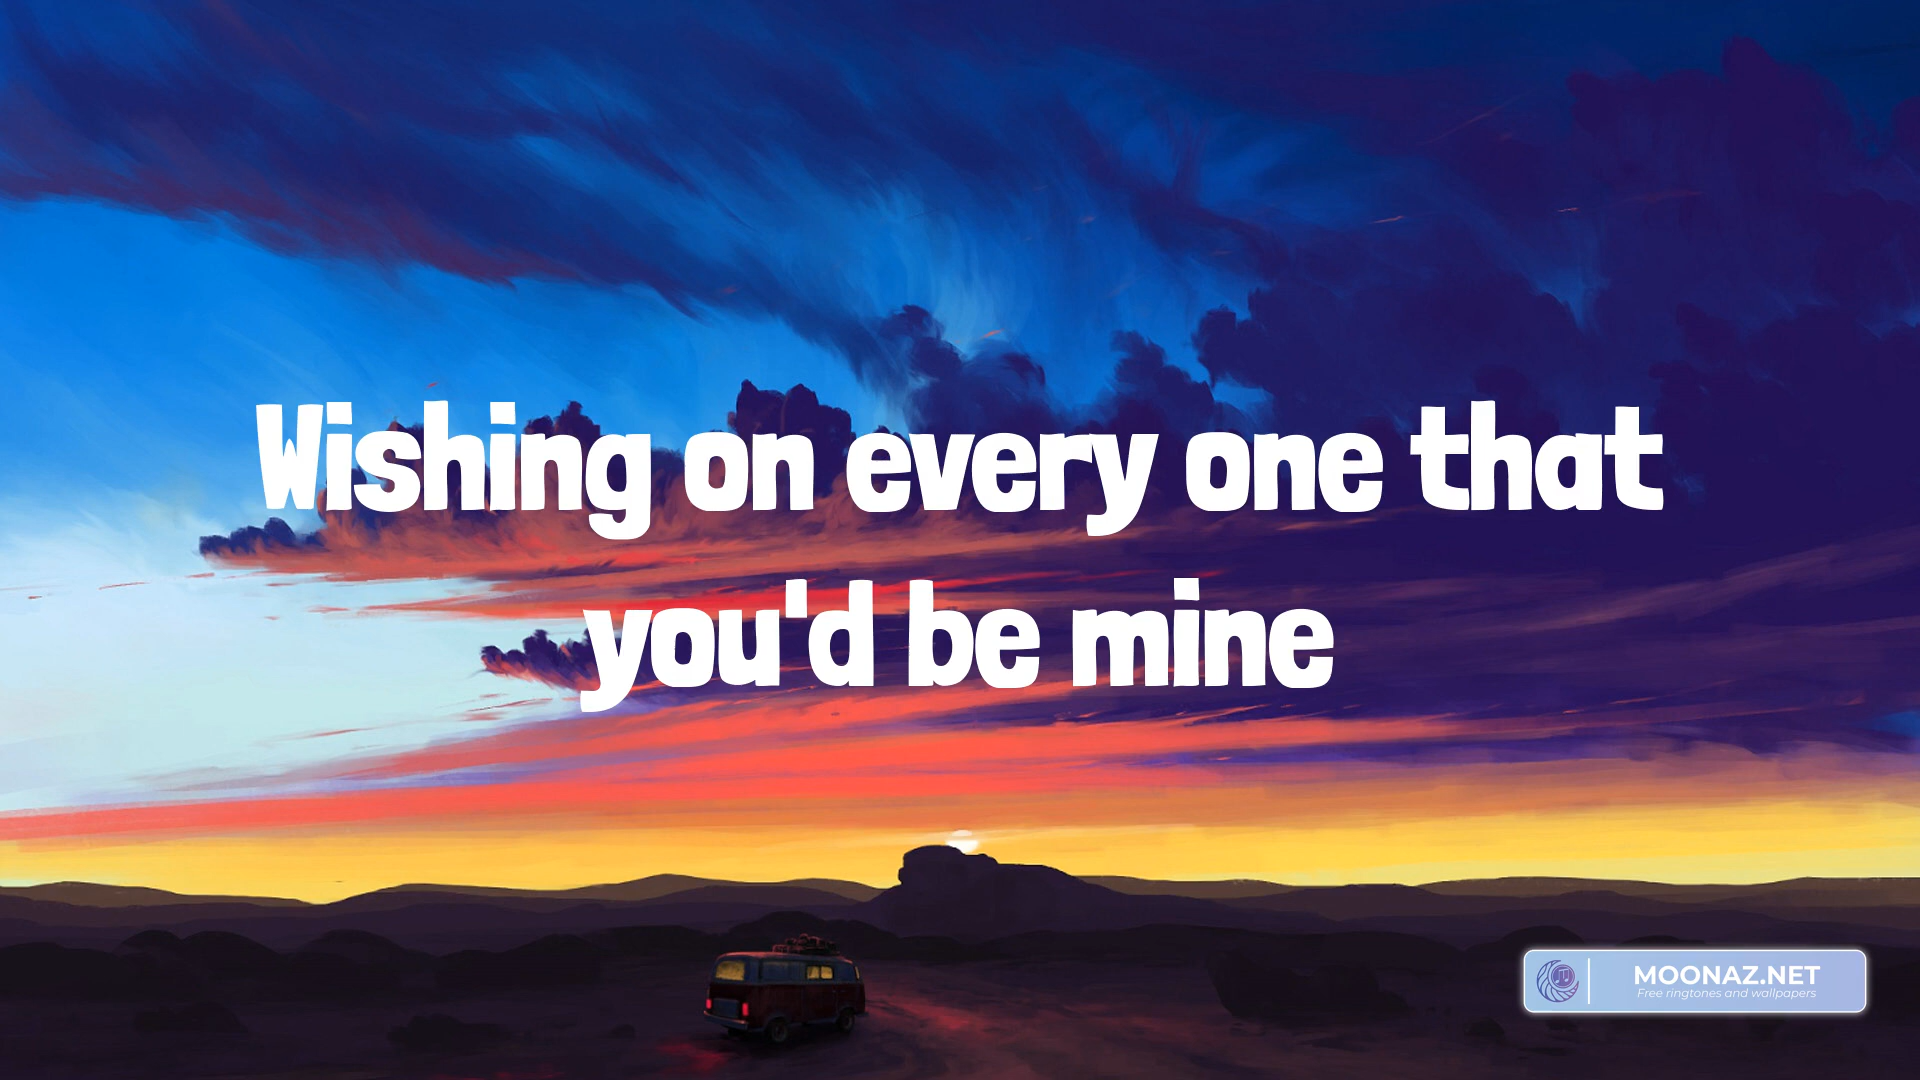 Wishing on every one that
you'd be mine
MOONAZ.NET
Free ringtones and wallpapers